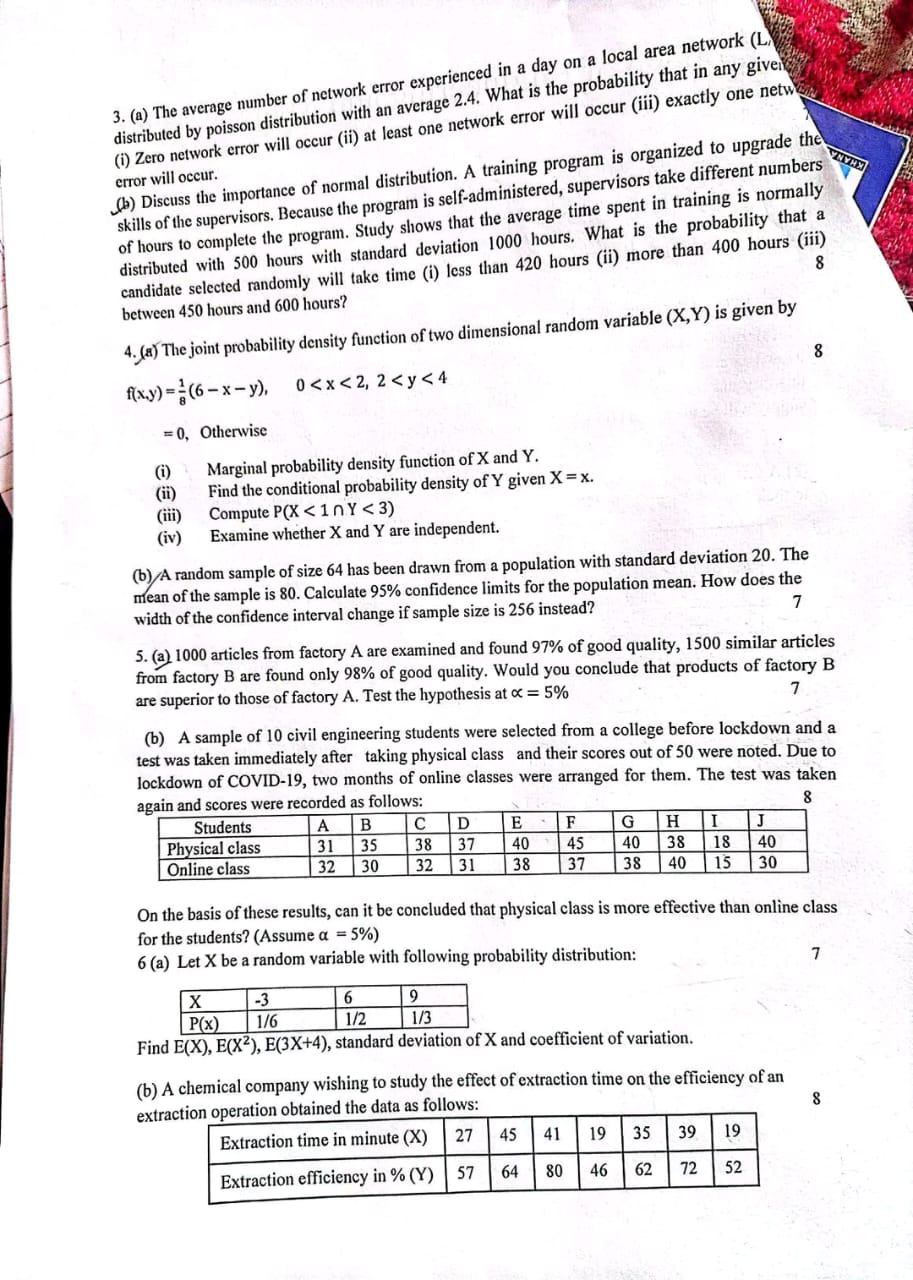 3. (a) The average number of network error experienced in a day on a local area network (L
distributed by poisson distribution with an average 2.4. What is the probability that in any given
(i) Zero network error will occur (ii) at least one network error will occur (iii) exactly one netw
error will occur.
(b) Discuss the importance of normal distribution. A training program is organized to upgrade the
skills of the supervisors. Because the program is self-administered, supervisors take different numbers
of hours to complete the program. Study shows that the average time spent in training is normally
distributed with 500 hours with standard deviation 1000 hours. What is the probability that a
candidate selected randomly will take time (i) less than 420 hours (ii) more than 400 hours (iii)
between 450 hours and 600 hours? 8
4. (a) The joint probability density function of two dimensional random variable (X,Y) is given by
f(x,y) = 1/8 (6 – x – y), 0 < x < 2, 2 < y < 4 8
= 0, Otherwise
(i) Marginal probability density function of X and Y.
(ii) Find the conditional probability density of Y given X = x.
(iii) Compute P(X < 1 ∩ Y < 3)
(iv) Examine whether X and Y are independent.
(b) A random sample of size 64 has been drawn from a population with standard deviation 20. The
mean of the sample is 80. Calculate 95% confidence limits for the population mean. How does the
width of the confidence interval change if sample size is 256 instead? 7
5. (a) 1000 articles from factory A are examined and found 97% of good quality, 1500 similar articles
from factory B are found only 98% of good quality. Would you conclude that products of factory B
are superior to those of factory A. Test the hypothesis at ∝ = 5% 7
(b) A sample of 10 civil engineering students were selected from a college before lockdown and a
test was taken immediately after taking physical class and their scores out of 50 were noted. Due to
lockdown of COVID-19, two months of online classes were arranged for them. The test was taken
again and scores were recorded as follows: 8
Students A B C D E F G H I J
Physical class 31 35 38 37 40 45 40 38 18 40
Online class 32 30 32 31 38 37 38 40 15 30
On the basis of these results, can it be concluded that physical class is more effective than online class
for the students? (Assume α = 5%)
6 (a) Let X be a random variable with following probability distribution: 7
X -3 6 9
P(x) 1/6 1/2 1/3
Find E(X), E(X²), E(3X+4), standard deviation of X and coefficient of variation.
(b) A chemical company wishing to study the effect of extraction time on the efficiency of an
extraction operation obtained the data as follows: 8
Extraction time in minute (X) 27 45 41 19 35 39 19
Extraction efficiency in % (Y) 57 64 80 46 62 72 52